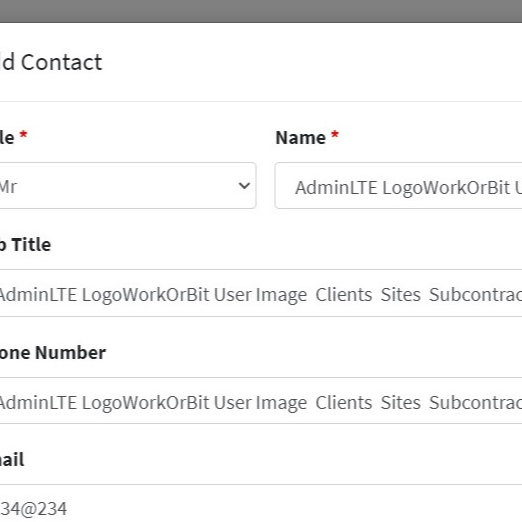 d Contact
le * Name *
Mr AdminLTE LogoWorkOrBit U
b Title
AdminLTE LogoWorkOrBit User Image Clients Sites Subcontrac
one Number
AdminLTE LogoWorkOrBit User Image Clients Sites Subcontrac
ail
34@234